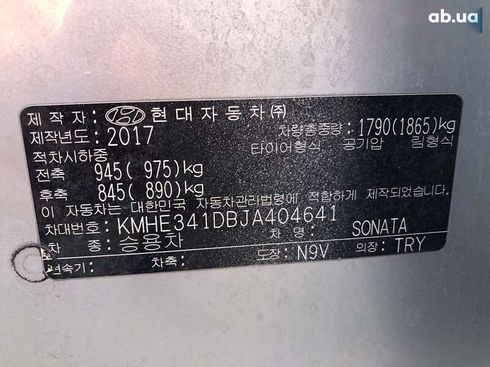 ab.ua
제 작 자: 현대자동차㈜
제작년도: 2017 차량총중량: 1790(1865)kg
적차시하중 타이어형식 공기압 림형식
전축 945( 975)kg
후축 845( 890)kg
이 자동차는 대한민국 자동차관리법령에 적합하게 제작되었습니다.
차대번호: KMHE341DBJA404641
차 종: 승용차 차 명: SONATA
변속기: 차축: 도장: N9V 의장: TRY